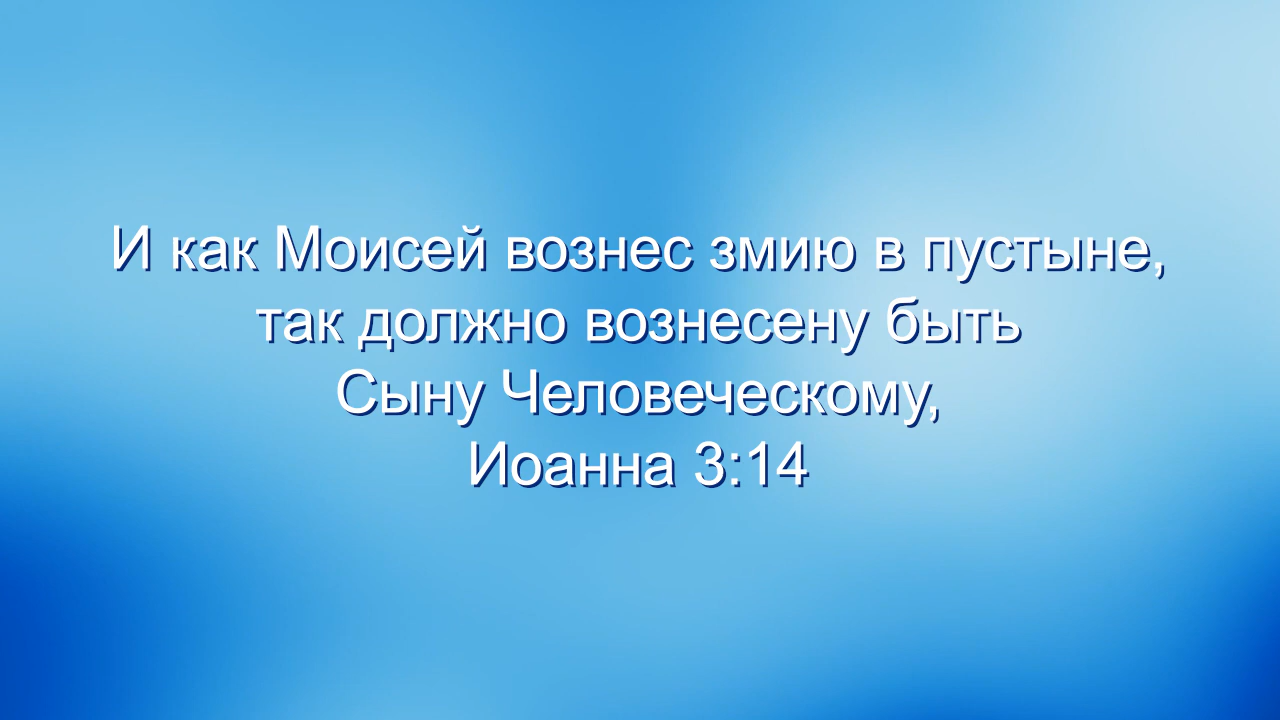 И как Моисей вознес змию в пустыне,
так должно вознесену быть
Сыну Человеческому,
Иоанна 3:14